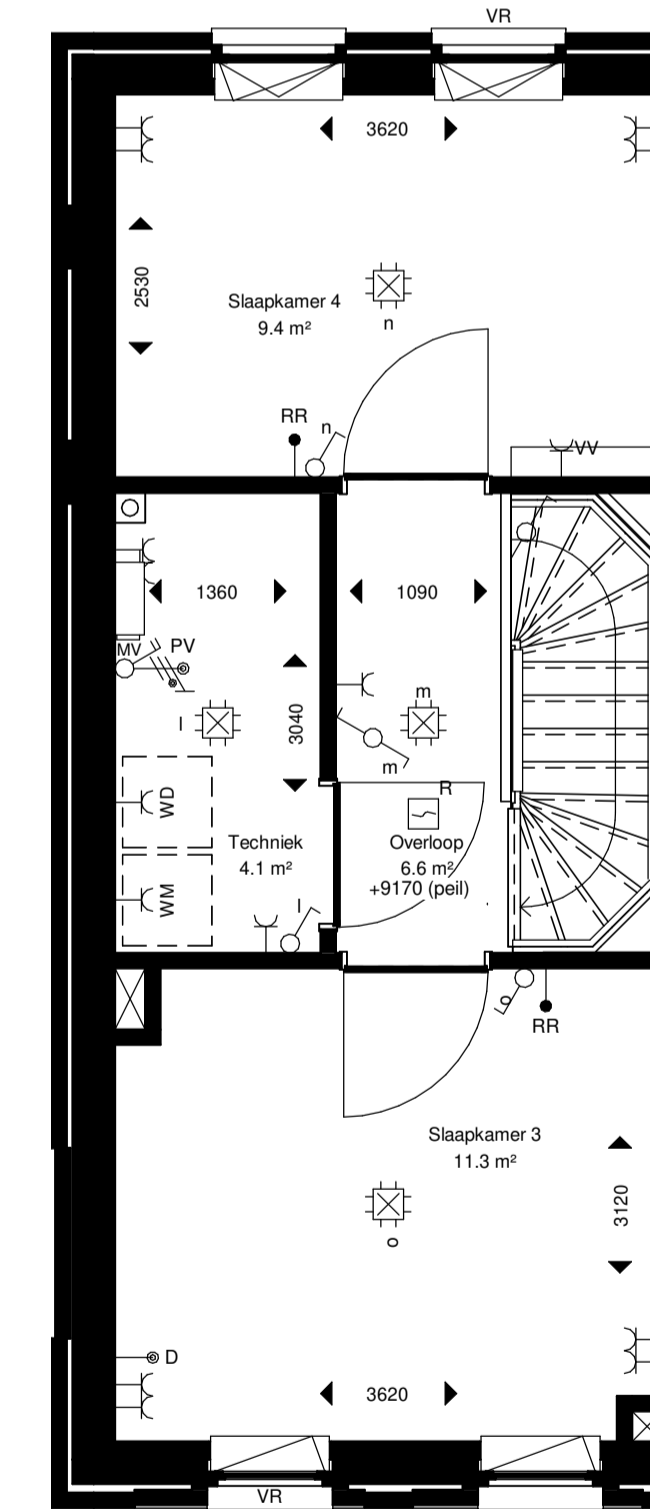 VR
3620
2530
Slaapkamer 4
9.4 m²
n
RR
n
VV
1360
1090
MV
PV
l
3040
m
m
R
WD
Techniek
4.1 m²
Overloop
6.6 m²
+9170 (peil)
WM
l
o
RR
Slaapkamer 3
11.3 m²
3120
o
D
3620
VR